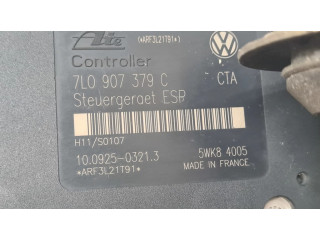 Ate (*ARF3L21T91*)
Controller
7L0 907 379 C CTA
Steuergeraet ESP
H11/S0107
10.0925-0321.3 5WK8 4005
*ARF3L21T91* MADE IN FRANCE